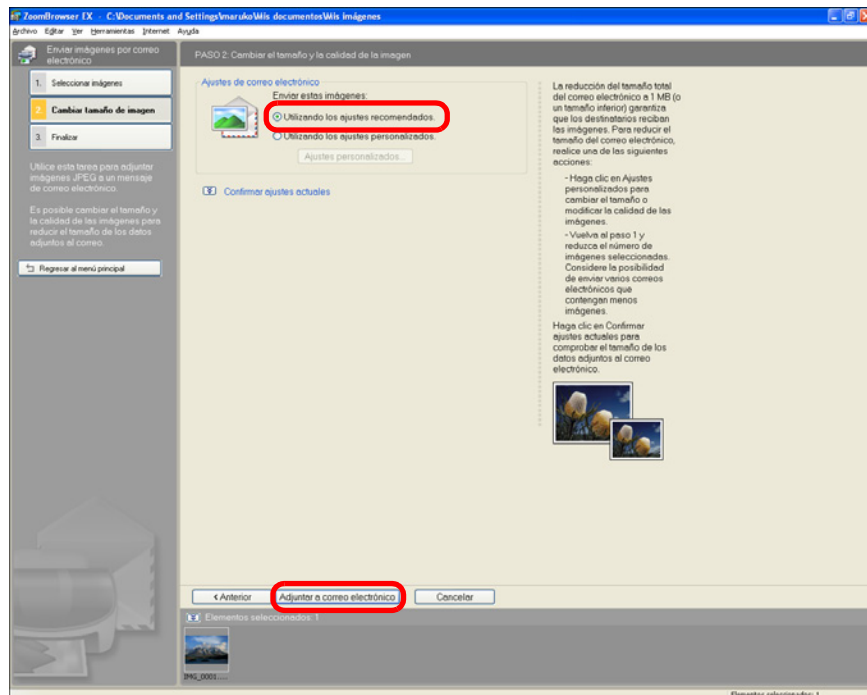 ZoomBrowser EX - C:\Documents and Settings\maruko\Mis documentos\Mis imágenes
Archivo Editar Ver Herramientas Internet Ayuda
Enviar imágenes por correo
electrónico
1. Seleccionar imágenes
2. Cambiar tamaño de imagen
3. Finalizar
Utilice esta tarea para adjuntar
imágenes JPEG a un mensaje
de correo electrónico.
Es posible cambiar el tamaño y
la calidad de las imágenes para
reducir el tamaño de los datos
adjuntos al correo.
Regresar al menú principal
PASO 2: Cambiar el tamaño y la calidad de la imagen
Ajustes de correo electrónico
Enviar estas imágenes:
Utilizando los ajustes recomendados.
Utilizando los ajustes personalizados.
Ajustes personalizados...
Confirmar ajustes actuales
La reducción del tamaño total
del correo electrónico a 1 MB (o
un tamaño inferior) garantiza
que los destinatarios reciban
las imágenes. Para reducir el
tamaño del correo electrónico,
realice una de las siguientes
acciones:
- Haga clic en Ajustes
personalizados para
cambiar el tamaño o
modificar la calidad de las
imágenes.
- Vuelva al paso 1 y
reduzca el número de
imágenes seleccionadas.
Considere la posibilidad
de enviar varios correos
electrónicos que
contengan menos
imágenes.
Haga clic en Confirmar
ajustes actuales para
comprobar el tamaño de los
datos adjuntos al correo
electrónico.
< Anterior
Adjuntar a correo electrónico
Cancelar
Elementos seleccionados: 1
IMG_0001....
Elementos seleccionados: 1